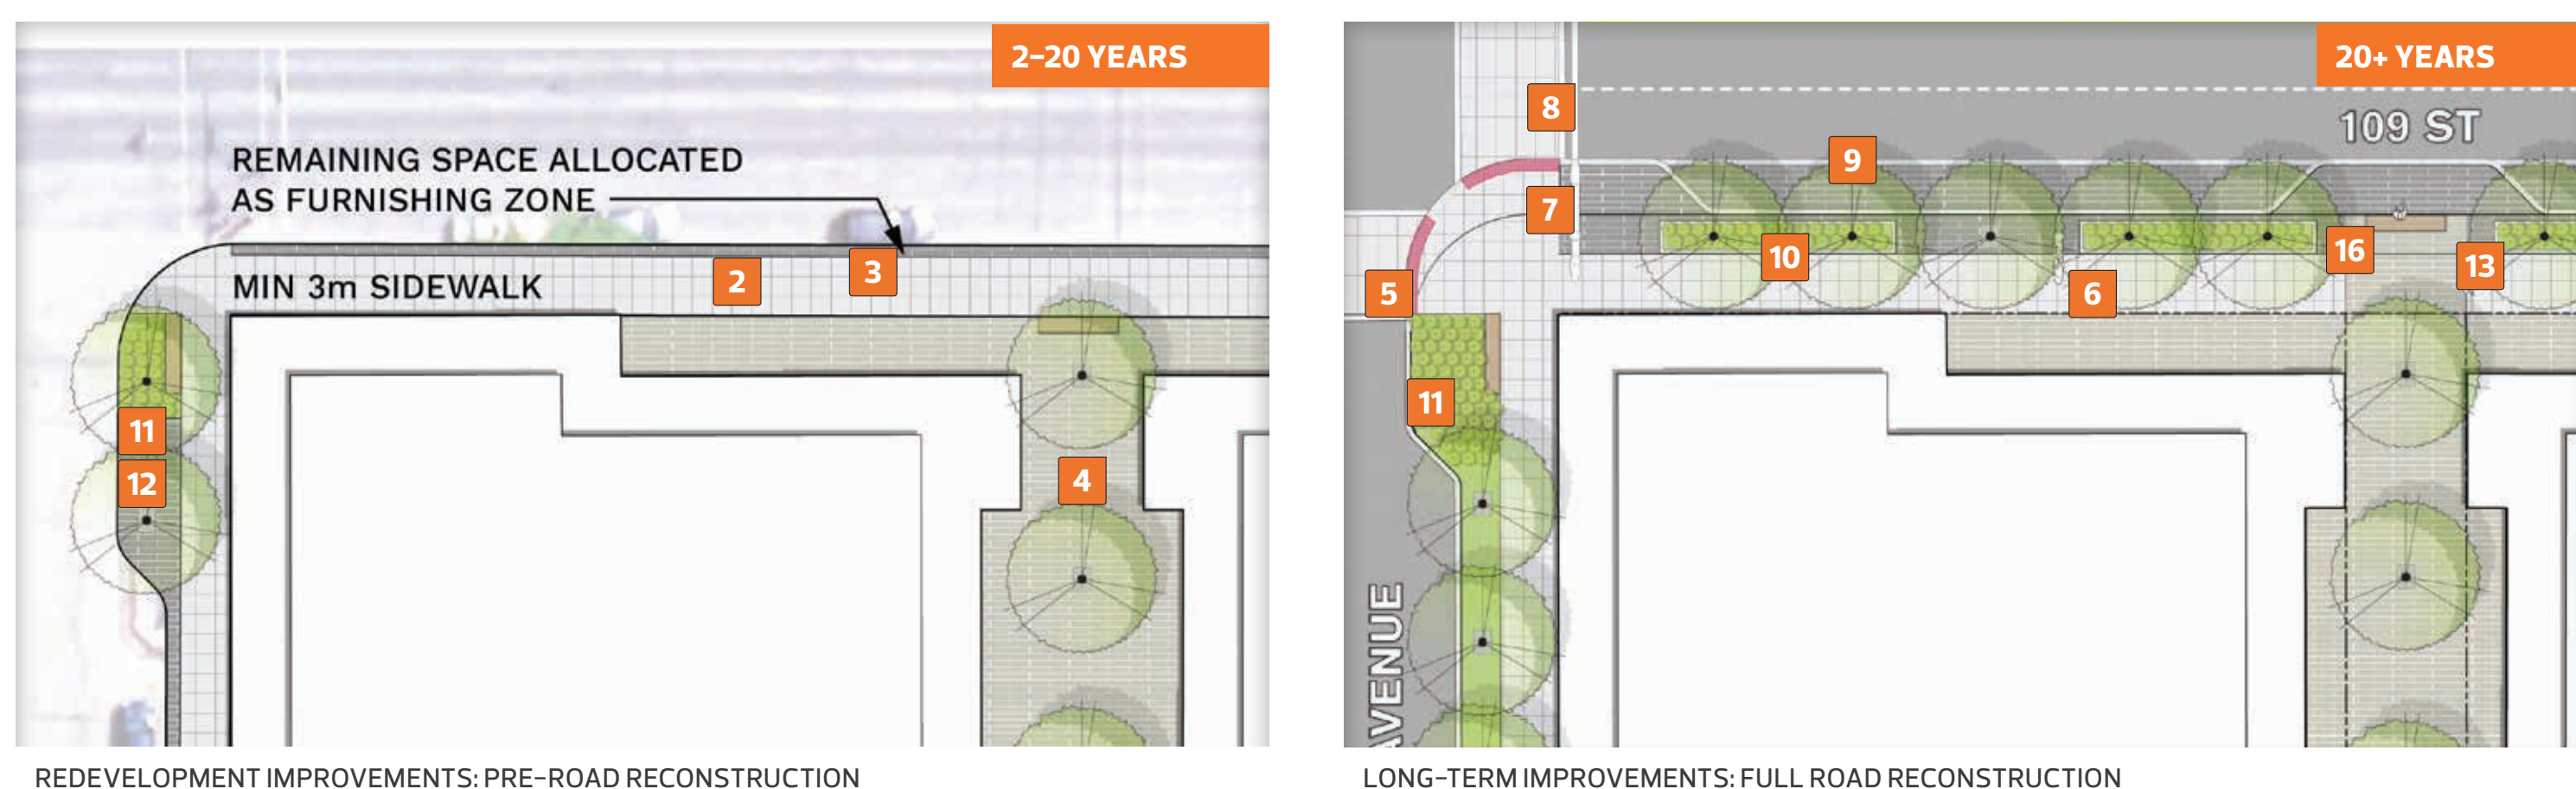 2–20 YEARS
REMAINING SPACE ALLOCATED
AS FURNISHING ZONE
MIN 3m SIDEWALK
2
3
11
12
4
REDEVELOPMENT IMPROVEMENTS: PRE–ROAD RECONSTRUCTION
20+ YEARS
109 ST
8
9
7
10
16
13
5
6
11
AVENUE
LONG–TERM IMPROVEMENTS: FULL ROAD RECONSTRUCTION